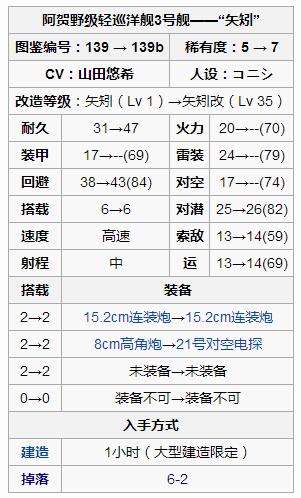 阿贺野级轻巡洋舰3号舰——“矢矧”
图鉴编号：139 → 139b 稀有度：5 → 7
CV：山田悠希 人设：コニシ
改造等级：矢矧（Lv 1）→矢矧改（Lv 35）
耐久 31→47 火力 20→--(70)
装甲 17→--(69) 雷装 24→--(79)
回避 38→43(84) 对空 17→--(74)
搭载 6→6 对潜 25→26(82)
速度 高速 索敌 13→14(59)
射程 中 运 13→14(69)
搭载 装备
2→2 15.2cm连装炮→15.2cm连装炮
2→2 8cm高角炮→21号对空电探
2→2 未装备→未装备
0→0 装备不可→装备不可
入手方式
建造 1小时（大型建造限定）
掉落 6-2